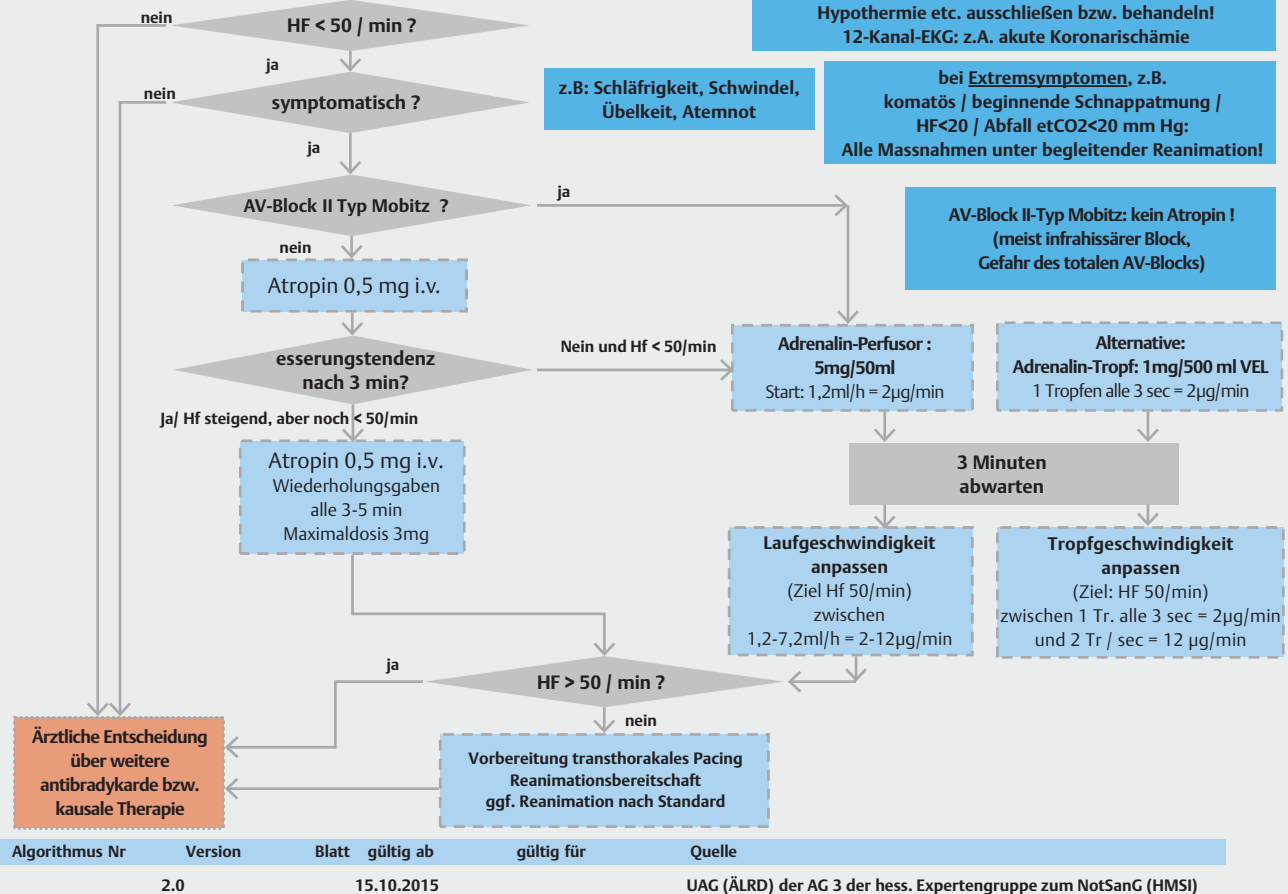 nein
HF < 50 / min ?
Hypothermie etc. ausschließen bzw. behandeln!
12-Kanal-EKG: z.A. akute Koronarischämie
ja
nein
symptomatisch ?
z.B: Schläfrigkeit, Schwindel,
Übelkeit, Atemnot
bei Extremsymptomen, z.B.
komatös / beginnende Schnappatmung /
HF<20 / Abfall etCO2<20 mm Hg:
Alle Massnahmen unter begleitender Reanimation!
ja
AV-Block II Typ Mobitz ?
ja
AV-Block II-Typ Mobitz: kein Atropin !
(meist infrahissärer Block,
Gefahr des totalen AV-Blocks)
nein
Atropin 0,5 mg i.v.
esserungstendenz
nach 3 min?
Nein und Hf < 50/min
Adrenalin-Perfusor :
5mg/50ml
Start: 1,2ml/h = 2µg/min
Alternative:
Adrenalin-Tropf: 1mg/500 ml VEL
1 Tropfen alle 3 sec = 2µg/min
Ja/ Hf steigend, aber noch < 50/min
Atropin 0,5 mg i.v.
Wiederholungsgaben
alle 3-5 min
Maximaldosis 3mg
3 Minuten
abwarten
Laufgeschwindigkeit
anpassen
(Ziel Hf 50/min)
zwischen
1,2-7,2ml/h = 2-12µg/min
Tropfgeschwindigkeit
anpassen
(Ziel: HF 50/min)
zwischen 1 Tr. alle 3 sec = 2µg/min
und 2 Tr / sec = 12 µg/min
ja
HF > 50 / min ?
nein
Ärztliche Entscheidung
über weitere
antibradykarde bzw.
kausale Therapie
Vorbereitung transthorakales Pacing
Reanimationsbereitschaft
ggf. Reanimation nach Standard
Algorithmus Nr Version Blatt gültig ab gültig für Quelle
2.0 15.10.2015 UAG (ÄLRD) der AG 3 der hess. Expertengruppe zum NotSanG (HMSI)